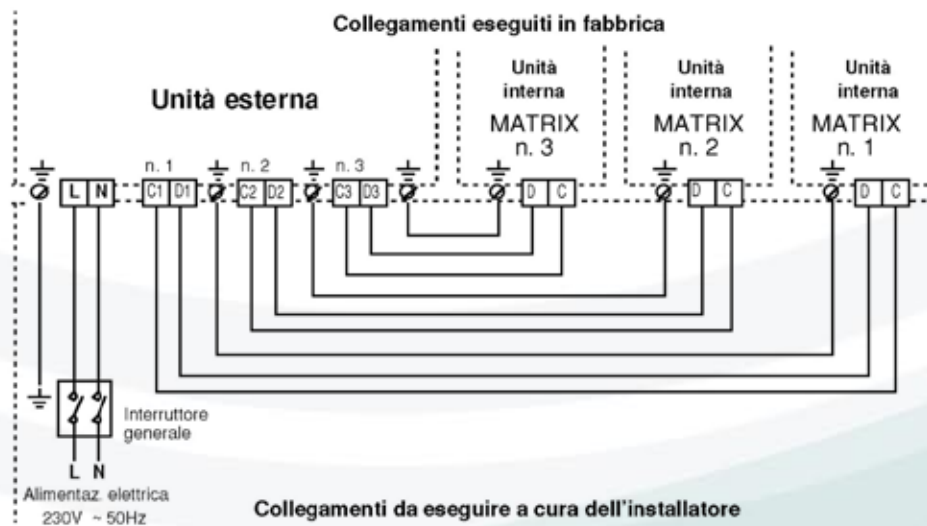 Collegamenti eseguiti in fabbrica
Unità esterna
Unità
interna
MATRIX
n. 3
Unità
interna
MATRIX
n. 2
Unità
interna
MATRIX
n. 1
n. 1
n. 2
n. 3
L N
C1 D1
C2 D2
C3 D3
D C
D C
D C
Interruttore
generale
L N
Alimentaz. elettrica
230V ~ 50Hz
Collegamenti da eseguire a cura dell'installatore